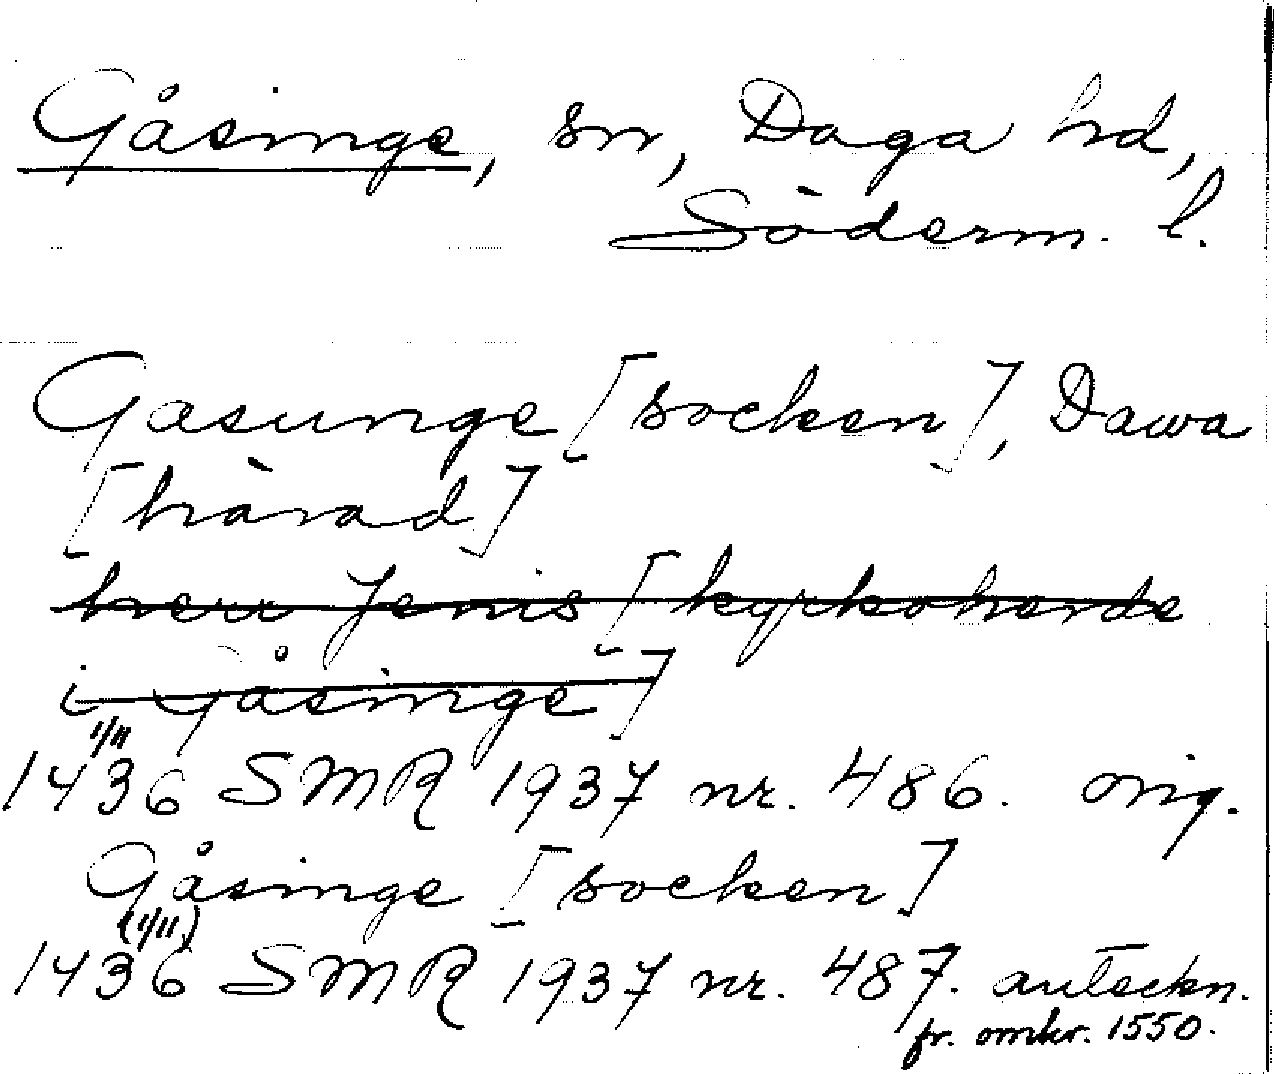 Gåsinge, sn, Daga hd,
Söderm. l.
Gasunge [socken], Dawa
[härad]
herr Jenis [kyrkoherde
i Gåsinge]
1/11
1436 SMR 1937 nr. 486. orig.
Gåsinge [socken]
(1/11)
1436 SMR 1937 nr. 487. anteckn.
fr. omkr. 1550.